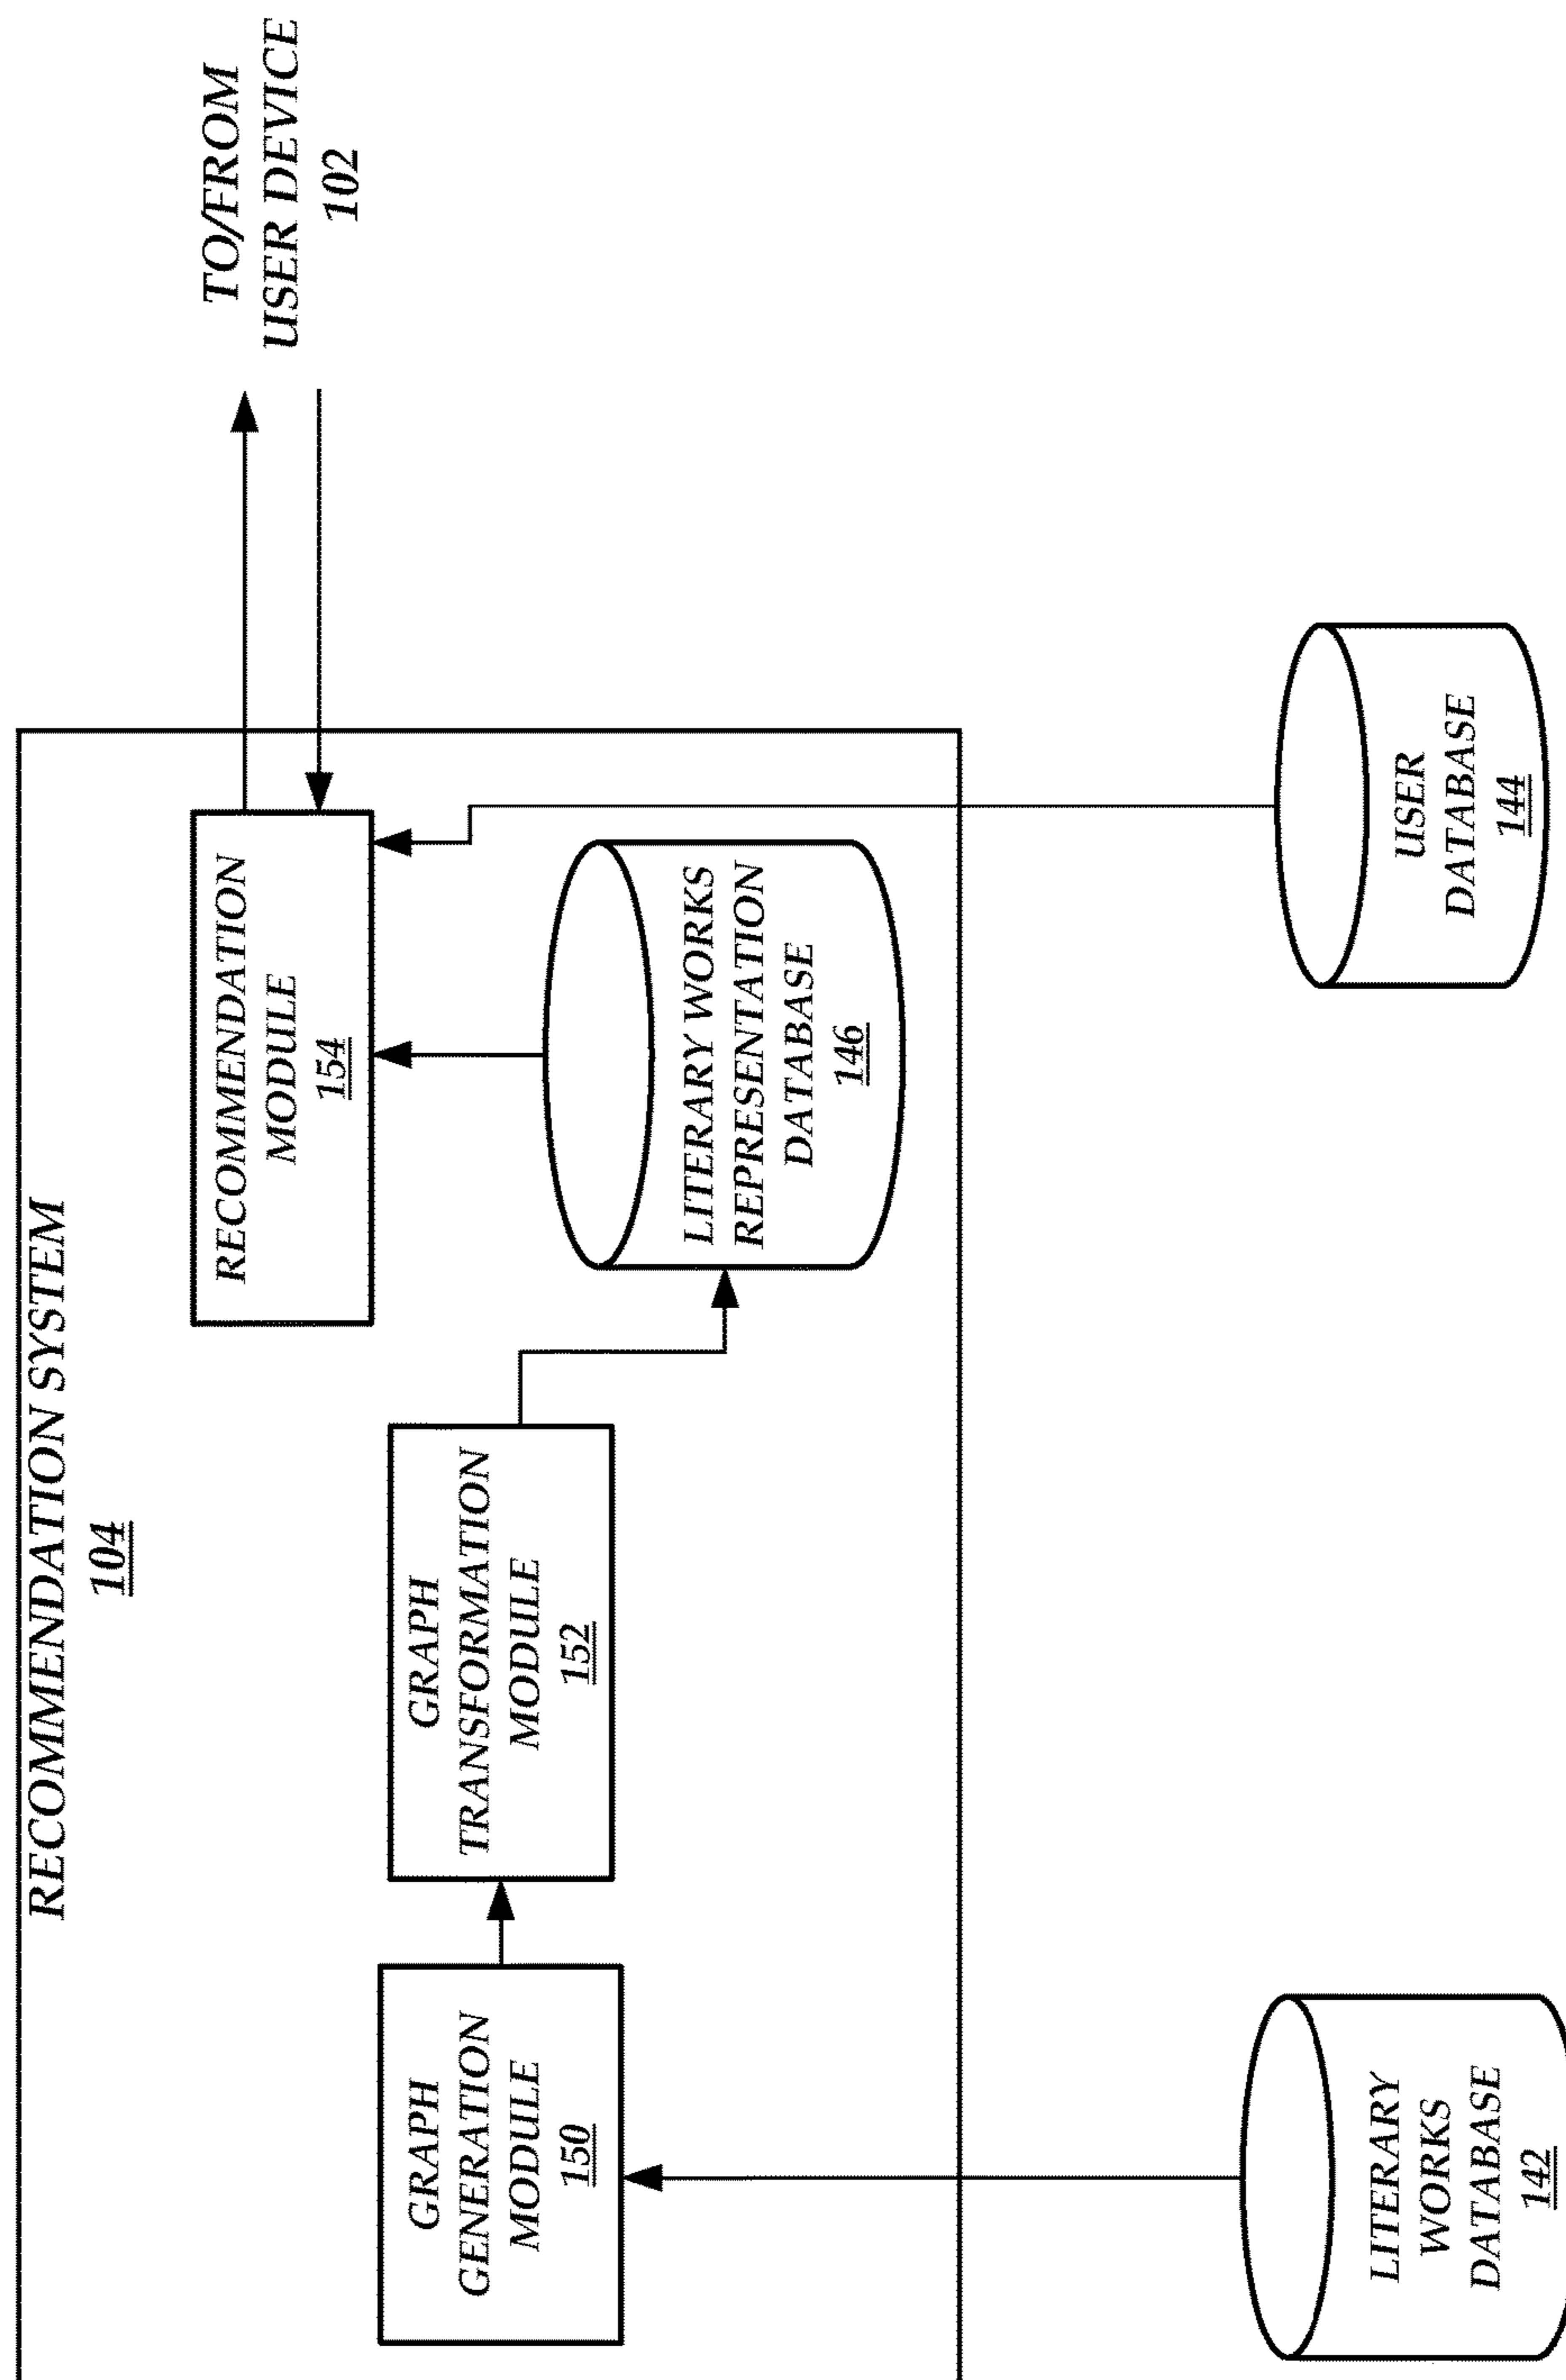 RECOMMENDATION SYSTEM
104
TO/FROM
USER DEVICE
102
RECOMMENDATION
MODULE
154
GRAPH
GENERATION
MODULE
150
GRAPH
TRANSFORMATION
MODULE
152
LITERARY WORKS
REPRESENTATION
DATABASE
146
LITERARY
WORKS
DATABASE
142
USER
DATABASE
144